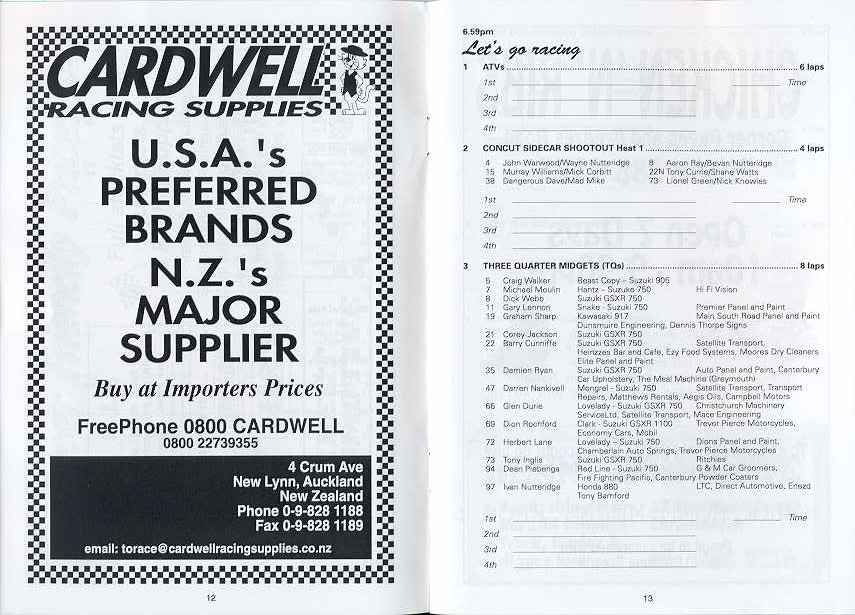 CARDWELL
RACING SUPPLIES
U.S.A.'s
PREFERRED
BRANDS
N.Z.'s
MAJOR
SUPPLIER
Buy at Importers Prices
FreePhone 0800 CARDWELL
0800 22739355
4 Crum Ave
New Lynn, Auckland
New Zealand
Phone 0-9-828 1188
Fax 0-9-828 1189
email: torace@cardwellracingsupplies.co.nz
12
6.59pm
Let's go racing
1 ATVs 6 laps
1st Time
2nd
3rd
4th
2 CONCUT SIDECAR SHOOTOUT Heat 1 4 laps
4 John Warwood/Wayne Nutteridge 8 Aaron Ray/Bevan Nutteridge
15 Murray Williams/Mick Corbitt 22N Tony Currie/Shane Watts
38 Dangerous Dave/Mad Mike 73 Lionel Green/Nick Knowles
1st Time
2nd
3rd
4th
3 THREE QUARTER MIDGETS (TQs) 8 laps
5 Craig Walker Beast Copy – Suzuki 905
7 Michael Moulin Hantz – Suzuke 750 Hi Fi Vision
8 Dick Webb Suzuki GSXR 750
11 Gary Lennon Snake - Suzuki 750 Premier Panel and Paint
19 Graham Sharp Kawasaki 917 Main South Road Panel and Paint
Dunsmuire Engineering, Dennis Thorpe Signs
21 Corey Jackson Suzuki GSXR 750
22 Barry Cunniffe Suzuki GSXR 750 Satellite Transport,
Heinzzes Bar and Cafe, Ezy Food Systems, Moores Dry Cleaners
Elite Panel and Paint
35 Damien Ryan Suzuki GSXR 750 Auto Panel and Paint, Canterbury
Car Upholstery, The Meal Machine (Greymouth)
47 Darren Nankivell Mongrel - Suzuki 750 Satellite Transport, Transport
Repairs, Matthews Rentals, Aegis Oils, Campbell Motors
66 Glen Durie Lovelady - Suzuki GSXR 750 Christchurch Machinery
ServicesLtd, Satellite Transport, Mace Engineering
69 Dion Rochford Clark - Suzuki GSXR 1100 Trevor Pierce Motorcycles,
Economy Cars, Mobil
72 Herbert Lane Lovelady – Suzuki 750 Dions Panel and Paint,
Chamberlain Auto Springs, Trevor Pierce Motorcycles
73 Tony Inglis Suzuki GSXR 750 Ritchies
94 Dean Piebenga Red Line - Suzuki 750 G & M Car Groomers,
Fire Fighting Pacific, Canterbury Powder Coaters
97 Ivan Nutteridge Honda 880 LTC, Direct Automotive, Enszd
Tony Bamford
1st Time
2nd
3rd
4th
13